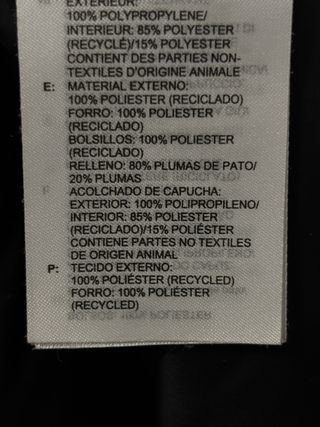 EXTERIEUR:
100% POLYPROPYLENE/
INTERIEUR: 85% POLYESTER
(RECYCLÉ)/15% POLYESTER
CONTIENT DES PARTIES NON-
TEXTILES D'ORIGINE ANIMALE
E: MATERIAL EXTERNO:
100% POLIESTER (RECICLADO)
FORRO: 100% POLIESTER
(RECICLADO)
BOLSILLOS: 100% POLIESTER
(RECICLADO)
RELLENO: 80% PLUMAS DE PATO/
20% PLUMAS
ACOLCHADO DE CAPUCHA:
EXTERIOR: 100% POLIPROPILENO/
INTERIOR: 85% POLIESTER
(RECICLADO)/15% POLIÉSTER
CONTIENE PARTES NO TEXTILES
DE ORIGEN ANIMAL
P: TECIDO EXTERNO:
100% POLIÉSTER (RECYCLED)
FORRO: 100% POLIÉSTER
(RECYCLED)